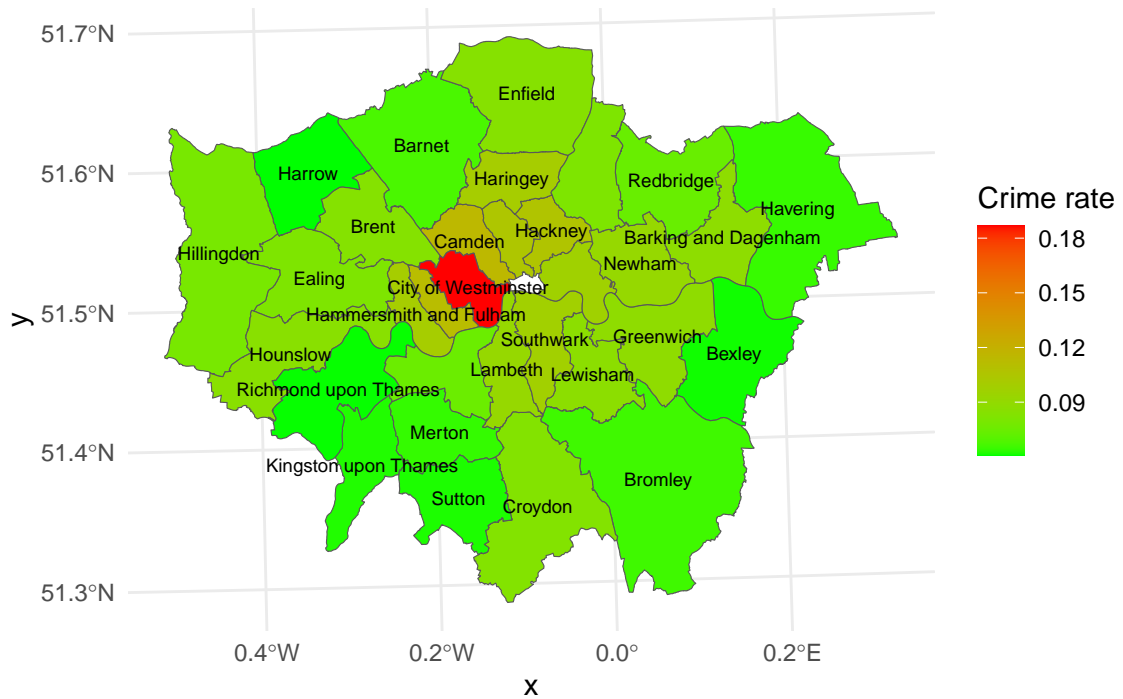 51.7°N
51.6°N
51.5°N
51.4°N
51.3°N
y
Enfield
Barnet
Harrow
Haringey
Redbridge
Havering
Brent
Hackney
Camden
Barking and Dagenham
Hillingdon
Newham
Ealing
City of Westminster
Hammersmith and Fulham
Greenwich
Southwark
Hounslow
Bexley
Lambeth
Lewisham
Richmond upon Thames
Merton
Kingston upon Thames
Bromley
Sutton
Croydon
0.4°W
0.2°W
0.0°
0.2°E
x
Crime rate
0.18
0.15
0.12
0.09